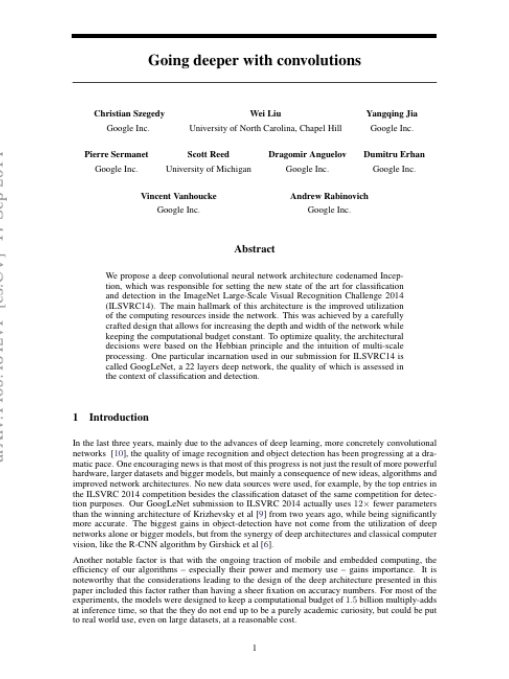 Going deeper with convolutions
Christian Szegedy
Google Inc.
Wei Liu
University of North Carolina, Chapel Hill
Yangqing Jia
Google Inc.
Pierre Sermanet
Google Inc.
Scott Reed
University of Michigan
Dragomir Anguelov
Google Inc.
Dumitru Erhan
Google Inc.
Vincent Vanhoucke
Google Inc.
Andrew Rabinovich
Google Inc.
Abstract
We propose a deep convolutional neural network architecture codenamed Incep-
tion, which was responsible for setting the new state of the art for classification
and detection in the ImageNet Large-Scale Visual Recognition Challenge 2014
(ILSVRC14). The main hallmark of this architecture is the improved utilization
of the computing resources inside the network. This was achieved by a carefully
crafted design that allows for increasing the depth and width of the network while
keeping the computational budget constant. To optimize quality, the architectural
decisions were based on the Hebbian principle and the intuition of multi-scale
processing. One particular incarnation used in our submission for ILSVRC14 is
called GoogLeNet, a 22 layers deep network, the quality of which is assessed in
the context of classification and detection.
1 Introduction
In the last three years, mainly due to the advances of deep learning, more concretely convolutional
networks [10], the quality of image recognition and object detection has been progressing at a dra-
matic pace. One encouraging news is that most of this progress is not just the result of more powerful
hardware, larger datasets and bigger models, but mainly a consequence of new ideas, algorithms and
improved network architectures. No new data sources were used, for example, by the top entries in
the ILSVRC 2014 competition besides the classification dataset of the same competition for detec-
tion purposes. Our GoogLeNet submission to ILSVRC 2014 actually uses 12× fewer parameters
than the winning architecture of Krizhevsky et al [9] from two years ago, while being significantly
more accurate. The biggest gains in object-detection have not come from the utilization of deep
networks alone or bigger models, but from the synergy of deep architectures and classical computer
vision, like the R-CNN algorithm by Girshick et al [6].
Another notable factor is that with the ongoing traction of mobile and embedded computing, the
efficiency of our algorithms – especially their power and memory use – gains importance. It is
noteworthy that the considerations leading to the design of the deep architecture presented in this
paper included this factor rather than having a sheer fixation on accuracy numbers. For most of the
experiments, the models were designed to keep a computational budget of 1.5 billion multiply-adds
at inference time, so that the they do not end up to be a purely academic curiosity, but could be put
to real world use, even on large datasets, at a reasonable cost.
1